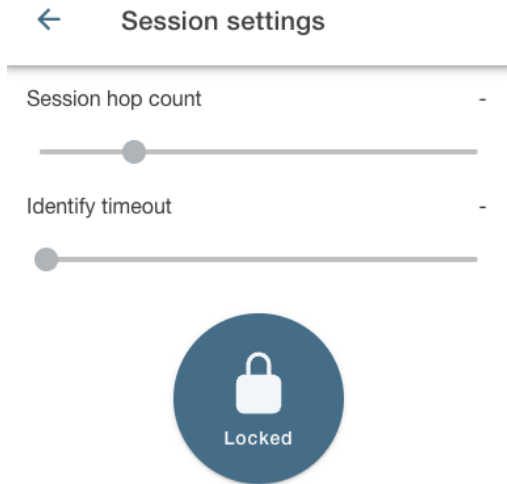 Session settings
Session hop count -
Identify timeout -
Locked